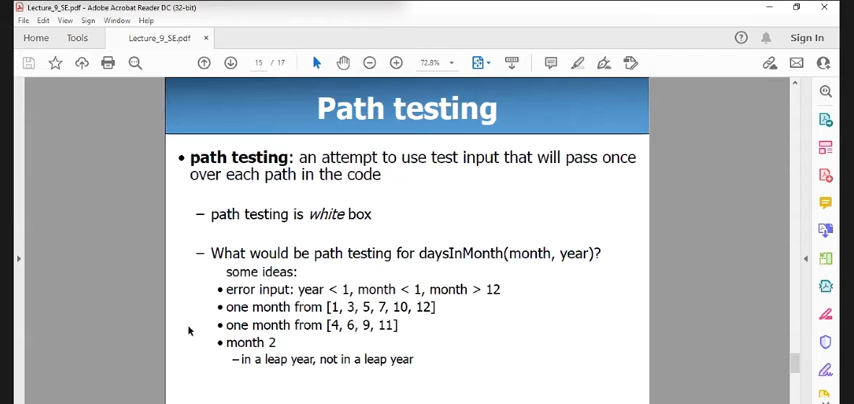 Lecture_9_SE.pdf - Adobe Acrobat Reader DC (32-bit)
File Edit View Sign Window Help
Home Tools Lecture_9_SE.pdf × Sign In
15 / 17 72.8%
Path testing
• path testing: an attempt to use test input that will pass once
over each path in the code
– path testing is white box
– What would be path testing for daysInMonth(month, year)?
some ideas:
• error input: year < 1, month < 1, month > 12
• one month from [1, 3, 5, 7, 10, 12]
• one month from [4, 6, 9, 11]
• month 2
– in a leap year, not in a leap year